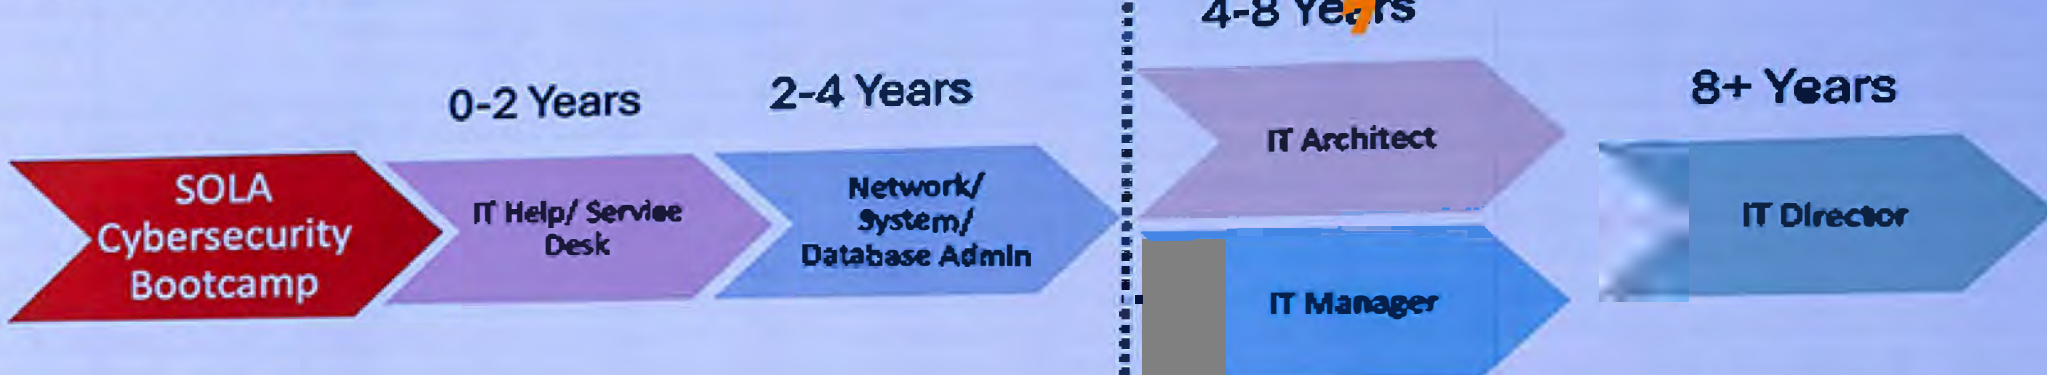 SOLA
Cybersecurity
Bootcamp
0-2 Years
IT Help/ Service
Desk
2-4 Years
Network/
System/
Database Admin
4-8 Years
IT Architect
IT Manager
8+ Years
IT Director